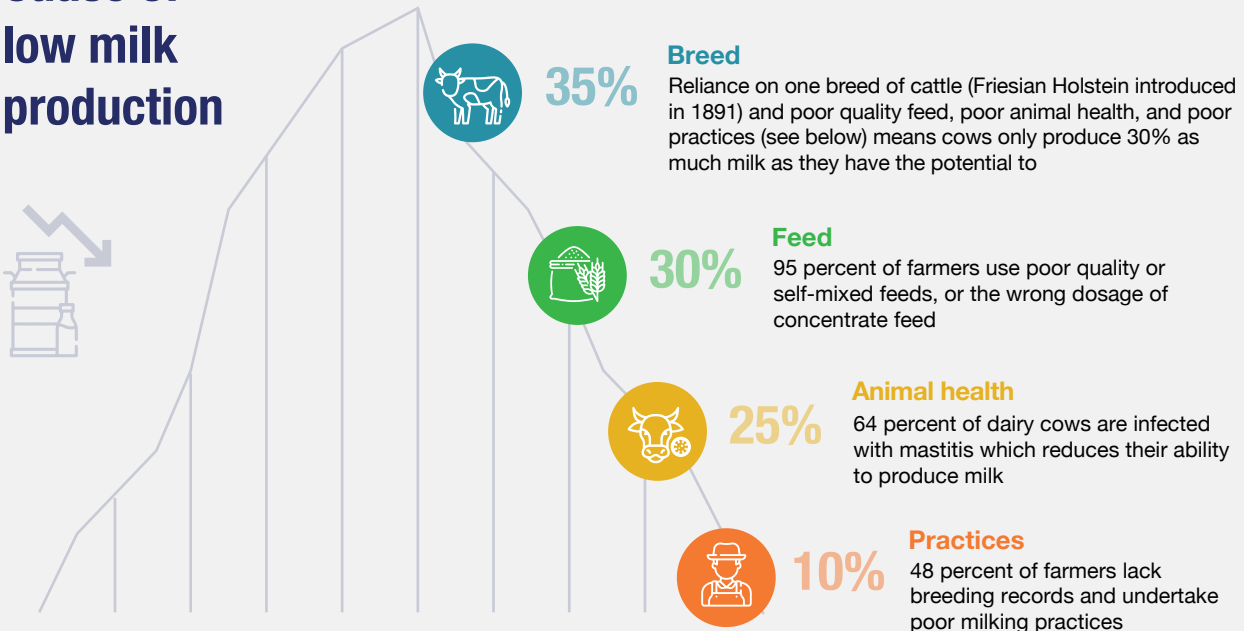 Cause of
low milk
production
35%
Breed
Reliance on one breed of cattle (Friesian Holstein introduced
in 1891) and poor quality feed, poor animal health, and poor
practices (see below) means cows only produce 30% as
much milk as they have the potential to
30%
Feed
95 percent of farmers use poor quality or
self-mixed feeds, or the wrong dosage of
concentrate feed
25%
Animal health
64 percent of dairy cows are infected
with mastitis which reduces their ability
to produce milk
10%
Practices
48 percent of farmers lack
breeding records and undertake
poor milking practices